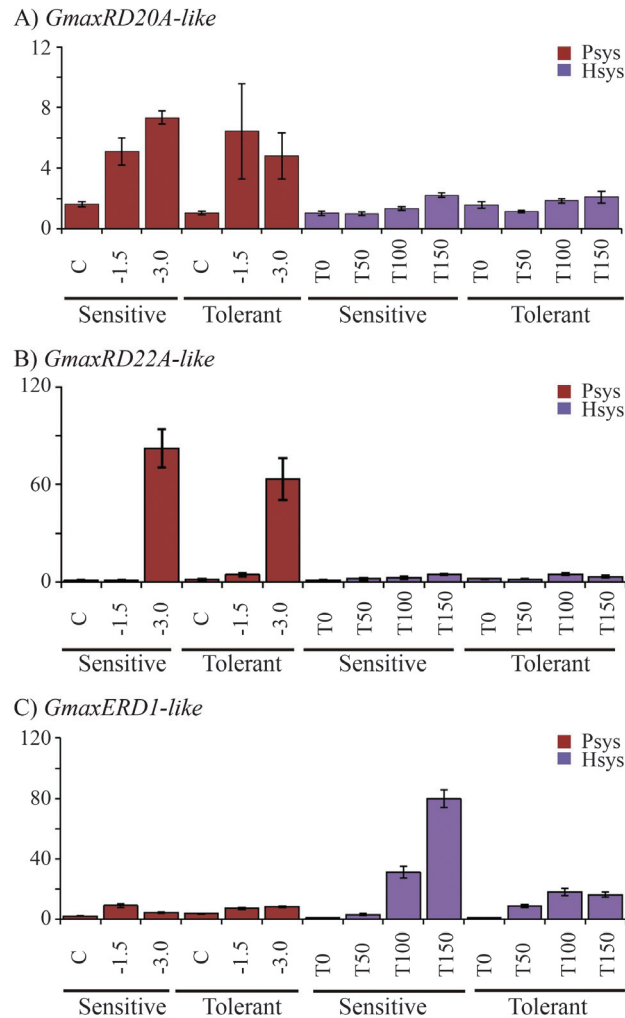 A) GmaxRD20A-like
12
8
4
0
Psys
Hsys
C -1.5 -3.0 C -1.5 -3.0 T0 T50 T100 T150 T0 T50 T100 T150
Sensitive Tolerant Sensitive Tolerant
B) GmaxRD22A-like
120
60
0
Psys
Hsys
C -1.5 -3.0 C -1.5 -3.0 T0 T50 T100 T150 T0 T50 T100 T150
Sensitive Tolerant Sensitive Tolerant
C) GmaxERD1-like
120
80
40
0
Psys
Hsys
C -1.5 -3.0 C -1.5 -3.0 T0 T50 T100 T150 T0 T50 T100 T150
Sensitive Tolerant Sensitive Tolerant